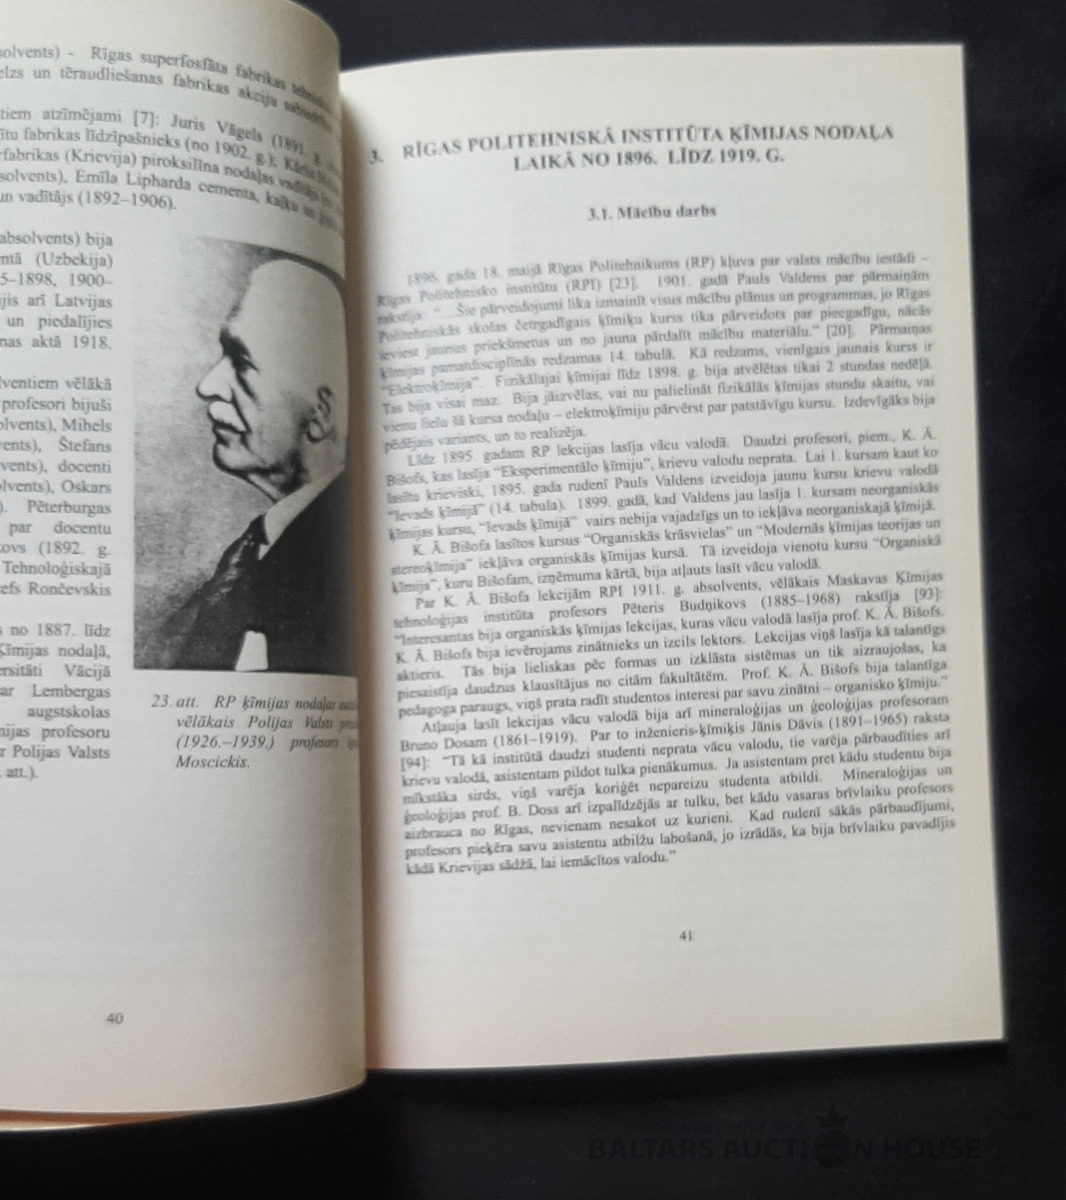 solvents) - Rīgas superfosfāta fabrikas
elzs un tēraudliešanas fabrikas akciju
tiem atzīmējami [7]: Juris Vāgels (1891. g.
ītu fabrikas līdzīpašnieks (no 1902. g.); Kārlis
fabrikas (Krievija) piroksilīna nodaļas
solvents), Emīla Lipharda cementa, kaļķu un
un vadītājs (1892–1906).
absolvents) bija
ntā (Uzbekija)
5–1898, 1900–
ijis arī Latvijas
un piedalījies
nas aktā 1918.
lventiem vēlākā
profesori bijuši
olvents), Mihels
vents), Štefans
vents), docenti
olvents), Oskars
). Pēterburgas
par docentu
kovs (1892. g.
Tehnoloģiskajā
efs Rončevskis
s no 1887. līdz
Ķīmijas nodaļā,
ersitāti Vācijā
ar Lembergas
augstskolas
nijas profesoru
r Polijas Valsts
att.).
23. att. RP ķīmijas nodaļas
vēlākais Polijas Valsts
(1926.–1939.) profesori
Moscickis.
40
3. RĪGAS POLITEHNISKĀ INSTITŪTA ĶĪMIJAS NODAĻA
LAIKĀ NO 1896. LĪDZ 1919. G.
3.1. Mācību darbs
1896. gada 18. maijā Rīgas Politehnikums (RP) kļuva par valsts mācību iestādi –
Rīgas Politehnisko institūtu (RPI) [23]. 1901. gadā Pauls Valdens par pārmaiņām
rakstīja: “... Šie pārveidojumi lika izmainīt visus mācību plānus un programmas, jo Rīgas
Politehniskās skolas četrgadīgais ķīmiķu kurss tika pārveidots par piecgadīgu, nācās
ieviest jaunus priekšmetus un no jauna pārdalīt mācību materiālu.” [20]. Pārmaiņas
ķīmijas pamatdisciplīnās redzamas 14. tabulā. Kā redzams, vienīgais jaunais kurss ir
“Elektroķīmija”. Fizikālajai ķīmijai līdz 1898. g. bija atvēlētas tikai 2 stundas nedēļā.
Tas bija visai maz. Bija jāizvēlas, vai nu palielināt fizikālās ķīmijas stundu skaitu, vai
vienu lielu šā kursa nodaļu – elektroķīmiju pārvērst par patstāvīgu kursu. Izdevīgāks bija
pēdējais variants, un to realizēja.
Līdz 1895. gadam RP lekcijas lasīja vācu valodā. Daudzi profesori, piem., K. Ā.
Bišofs, kas lasīja “Eksperimentālo ķīmiju”, krievu valodu neprata. Lai 1. kursam kaut ko
lasītu krieviski, 1895. gada rudenī Pauls Valdens izveidoja jaunu kursu krievu valodā
“Ievads ķīmijā” (14. tabula). 1899. gadā, kad Valdens jau lasīja 1. kursam neorganiskās
ķīmijas kursu, “Ievads ķīmijā” vairs nebija vajadzīgs un to iekļāva neorganiskajā ķīmijā.
K. Ā. Bišofa lasītos kursus “Organiskās krāsvielas” un “Modernās ķīmijas teorijas un
stereoķīmija” iekļāva organiskās ķīmijas kursā. Tā izveidoja vienotu kursu “Organiskā
ķīmija”, kuru Bišofam, izņēmuma kārtā, bija atļauts lasīt vācu valodā.
Par K. Ā. Bišofa lekcijām RPI 1911. g. absolvents, vēlākais Maskavas Ķīmijas
tehnoloģijas institūta profesors Pēteris Budņikovs (1885–1968) rakstīja [93]:
“Interesantas bija organiskās ķīmijas lekcijas, kuras vācu valodā lasīja prof. K. Ā. Bišofs.
K. Ā. Bišofs bija ievērojams zinātnieks un izcils lektors. Lekcijas viņš lasīja kā talantīgs
aktieris. Tās bija lieliskas pēc formas un izklāsta sistēmas un tik aizraujošas, ka
piesaistīja daudzus klausītājus no citām fakultātēm. Prof. K. Ā. Bišofs bija talantīga
pedagoga paraugs, viņš prata radīt studentos interesi par savu zinātni – organisko ķīmiju.”
Atļauja lasīt lekcijas vācu valodā bija arī mineraloģijas un ģeoloģijas profesoram
Bruno Dosam (1861–1919). Par to inženieris-ķīmiķis Jānis Dāvis (1891–1965) raksta
[94]: “Tā kā institūtā daudzi studenti neprata vācu valodu, tie varēja pārbaudīties arī
krievu valodā, asistentam pildot tulka pienākumus. Ja asistentam pret kādu studentu bija
mīkstāka sirds, viņš varēja koriģēt nepareizu studenta atbildi. Mineraloģijas un
ģeoloģijas prof. B. Doss arī izpalīdzējās ar tulku, bet kādu vasaras brīvlaiku profesors
aizbrauca no Rīgas, nevienam nesakot uz kurieni. Kad rudenī sākās pārbaudījumi,
profesors pieķēra savu asistentu atbilžu labošanā, jo izrādās, ka bija brīvlaiku pavadījis
kādā Krievijas sādžā, lai iemācītos valodu.”
41
antiques and art
BALTARS AUCTION HOUSE